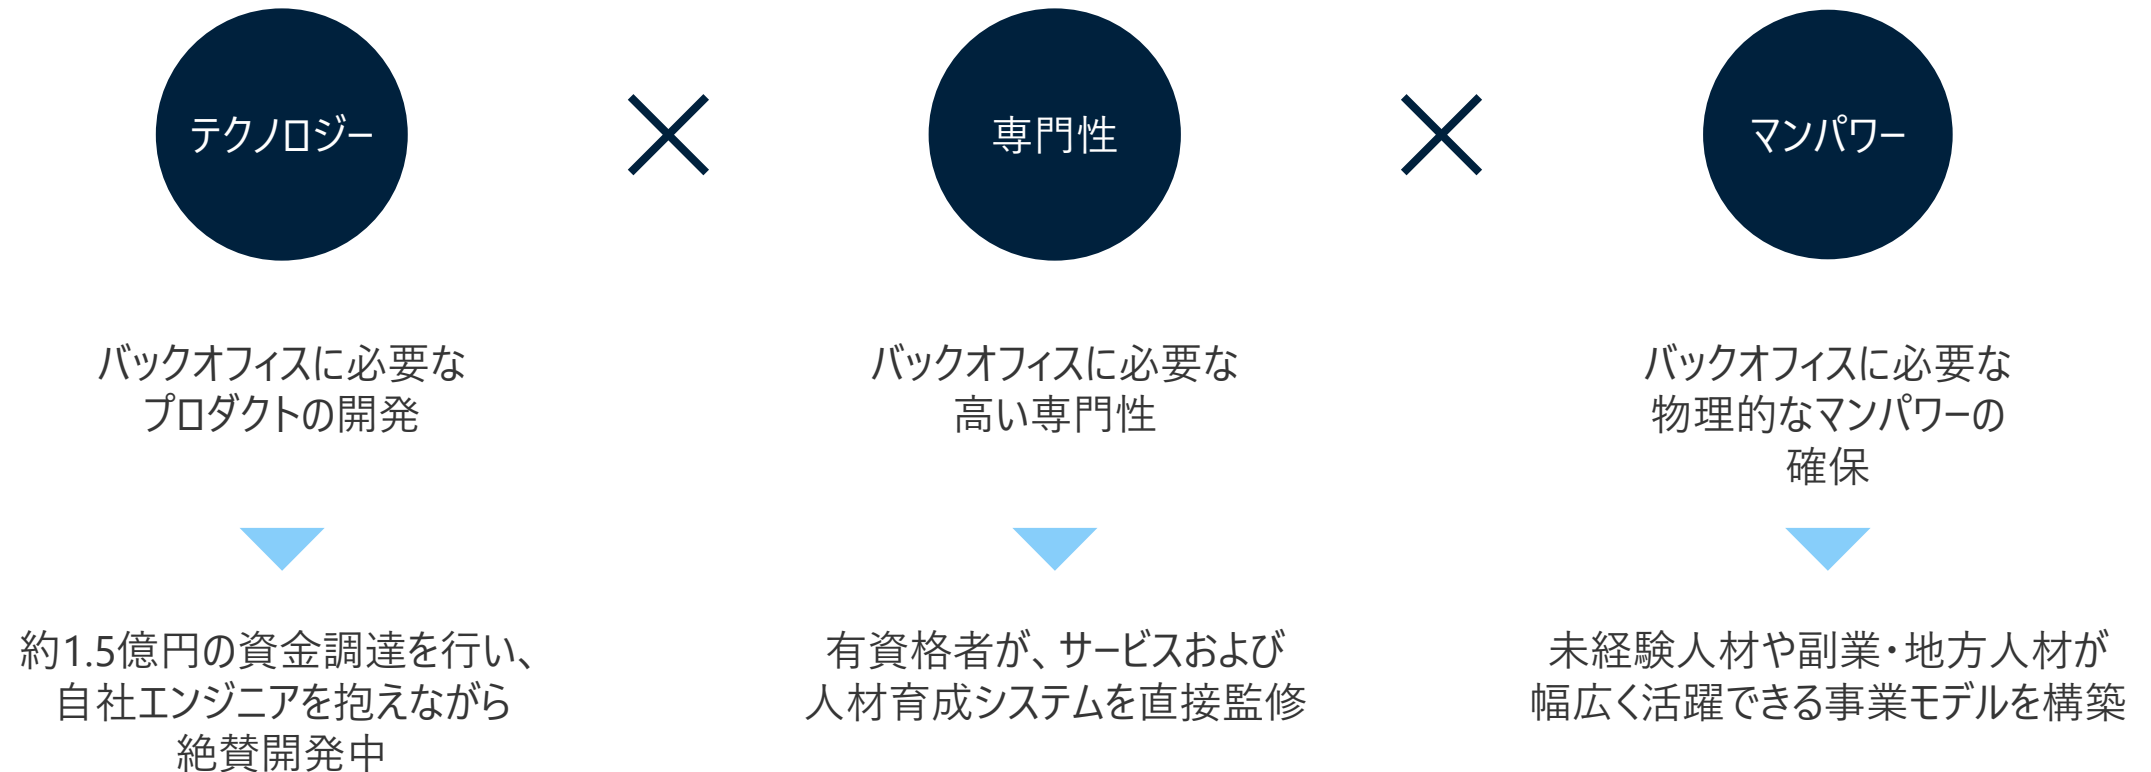 テクノロジー
専門性
マンパワー
バックオフィスに必要な
プロダクトの開発
バックオフィスに必要な
高い専門性
バックオフィスに必要な
物理的なマンパワーの
確保
約1.5億円の資金調達を行い、
自社エンジニアを抱えながら
絶賛開発中
有資格者が、サービスおよび
人材育成システムを直接監修
未経験人材や副業・地方人材が
幅広く活躍できる事業モデルを構築